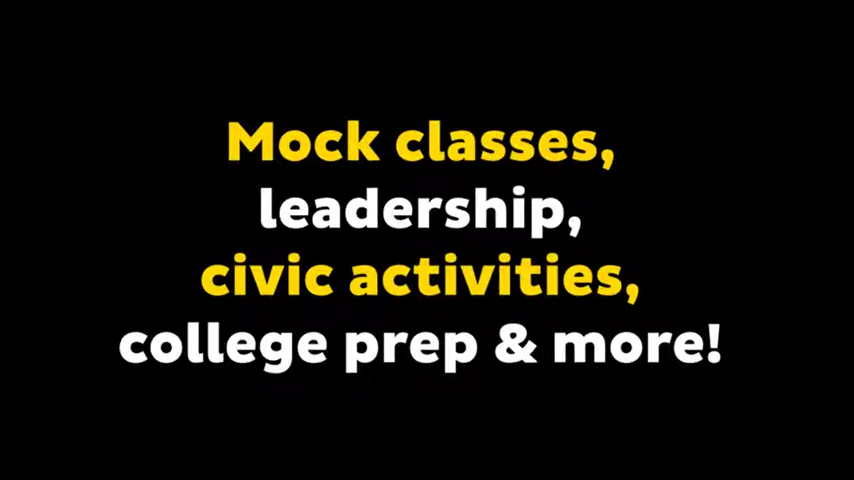 Mock classes,
leadership,
civic activities,
college prep & more!